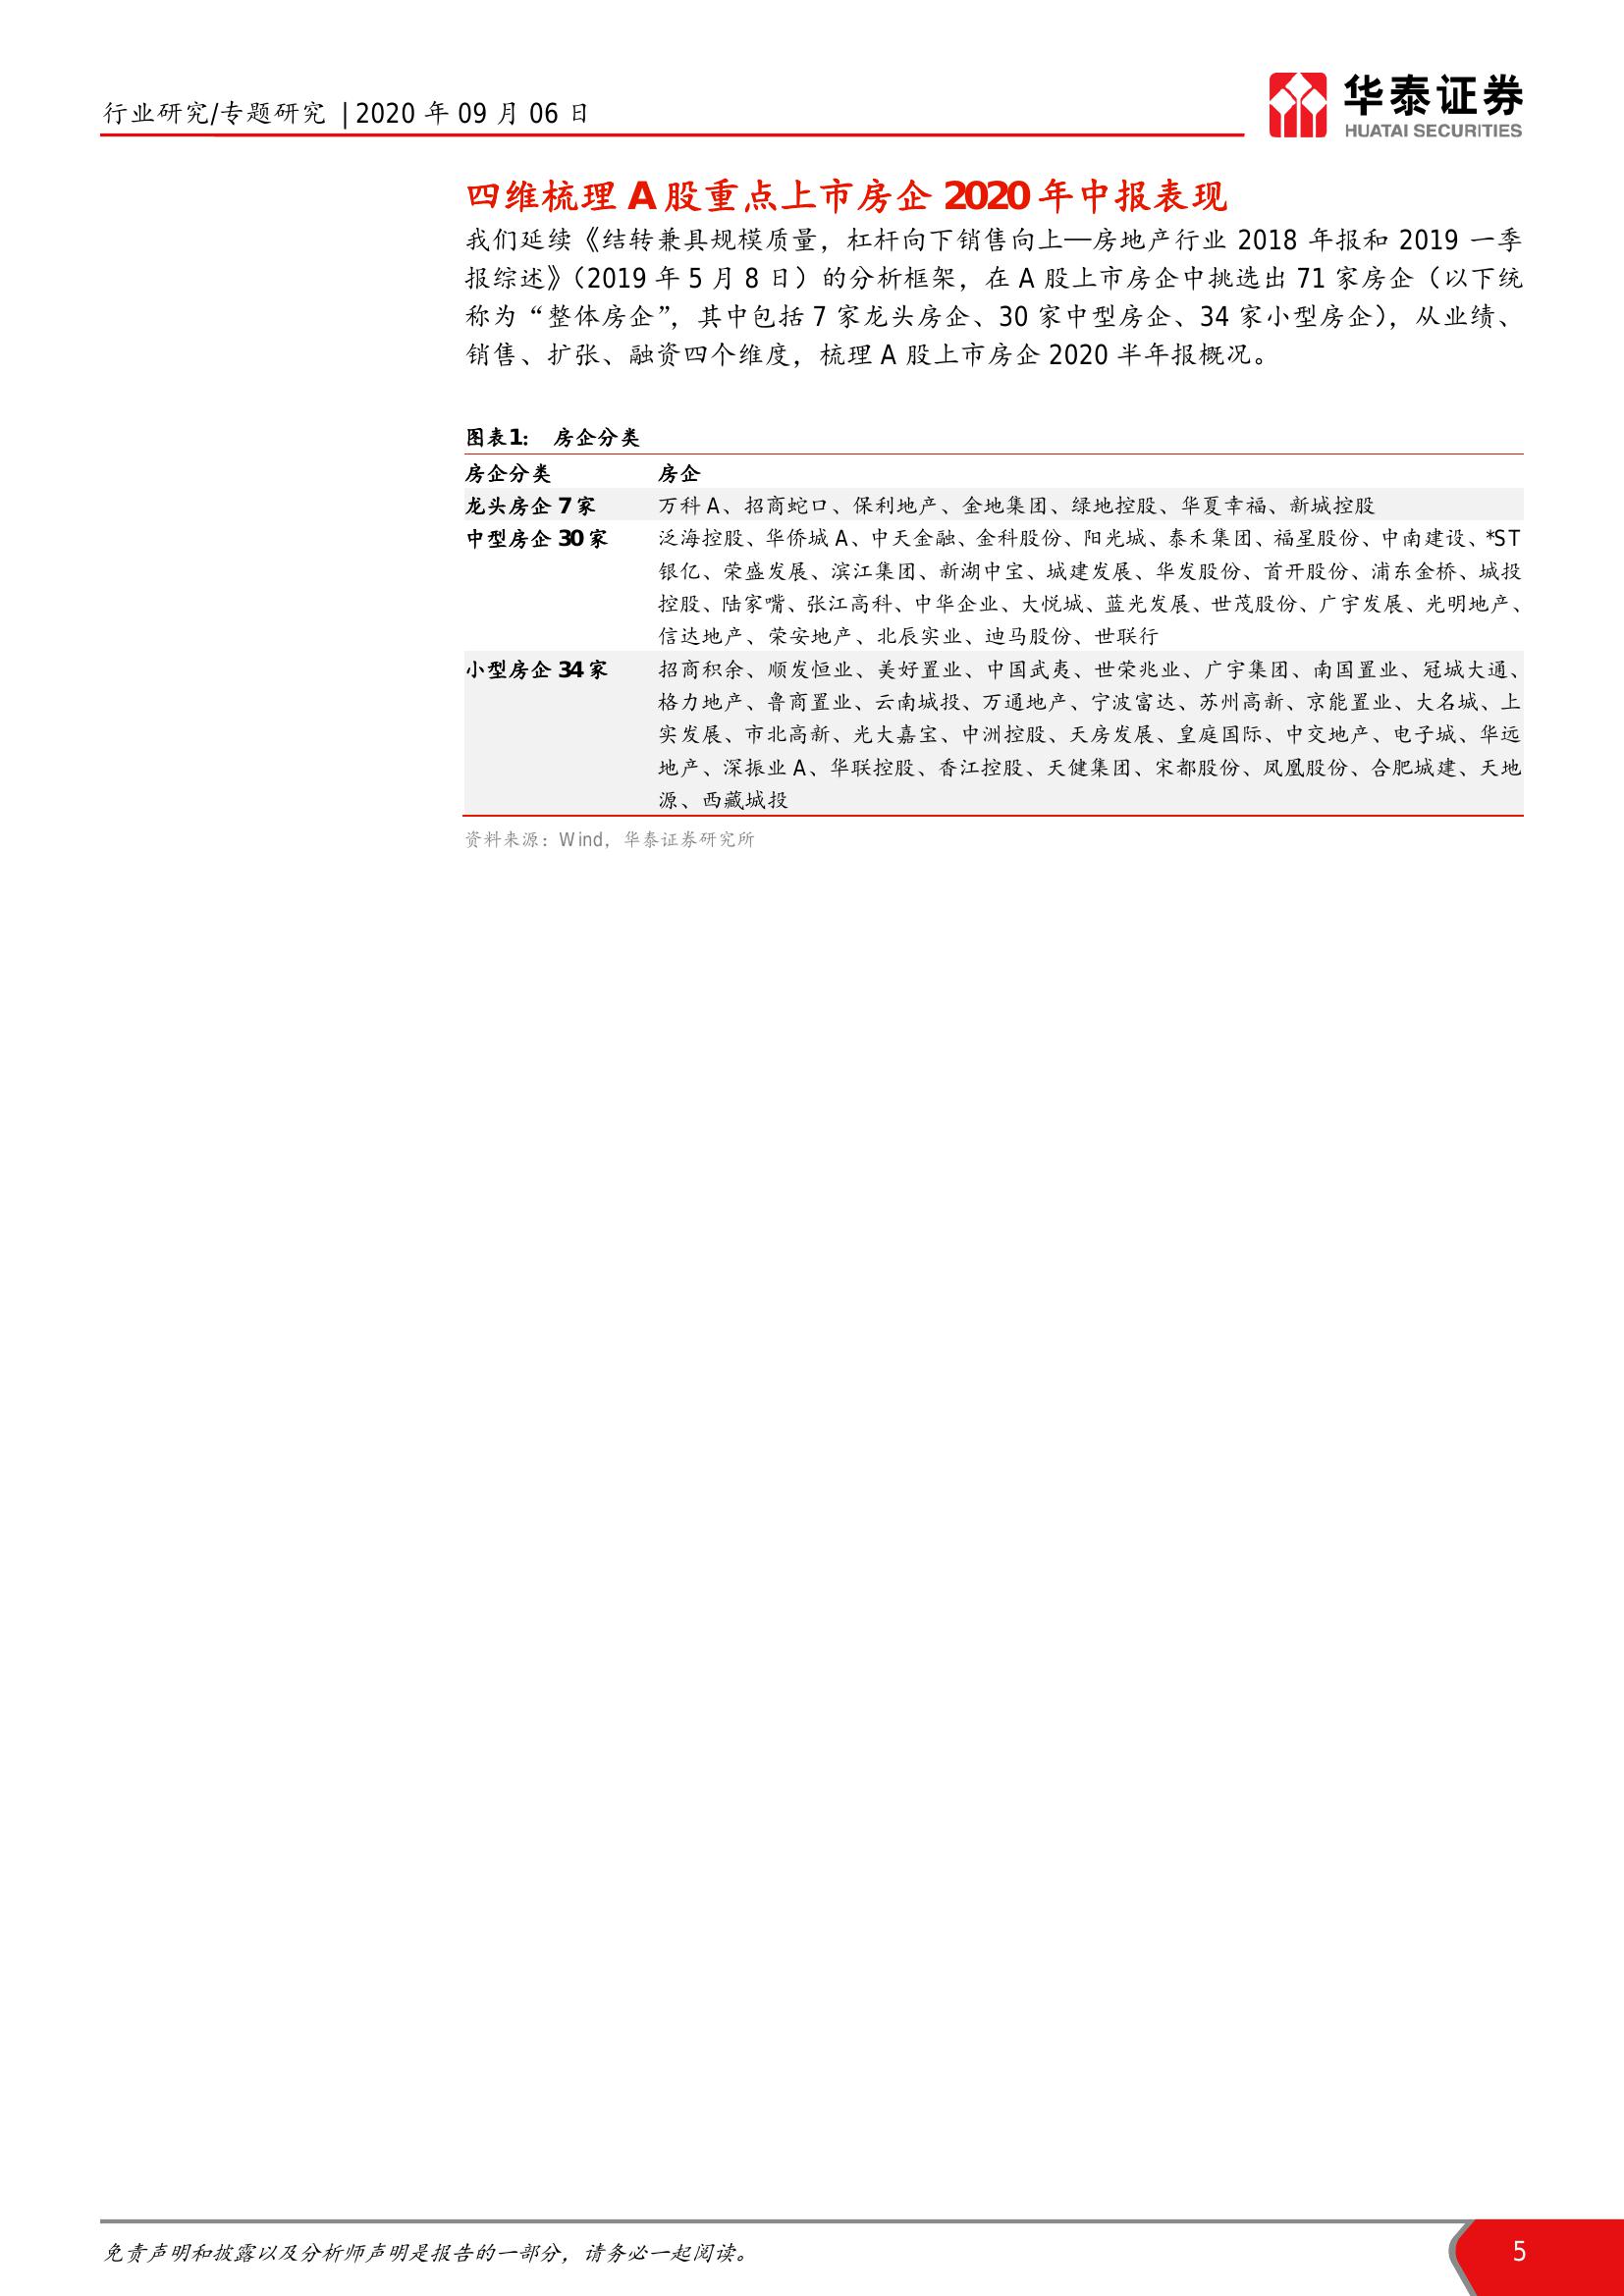 行业研究/专题研究 | 2020 年 09 月 06 日
华泰证券
HUATAI SECURITIES
四维梳理 A 股重点上市房企 2020 年中报表现
我们延续《结转兼具规模质量，杠杆向下销售向上—房地产行业 2018 年报和 2019 一季
报综述》（2019 年 5 月 8 日）的分析框架，在 A 股上市房企中挑选出 71 家房企（以下统
称为“整体房企”，其中包括 7 家龙头房企、30 家中型房企、34 家小型房企），从业绩、
销售、扩张、融资四个维度，梳理 A 股上市房企 2020 半年报概况。
图表1： 房企分类
房企分类 房企
龙头房企 7 家 万科 A、招商蛇口、保利地产、金地集团、绿地控股、华夏幸福、新城控股
中型房企 30 家 泛海控股、华侨城 A、中天金融、金科股份、阳光城、泰禾集团、福星股份、中南建设、*ST
银亿、荣盛发展、滨江集团、新湖中宝、城建发展、华发股份、首开股份、浦东金桥、城投
控股、陆家嘴、张江高科、中华企业、大悦城、蓝光发展、世茂股份、广宇发展、光明地产、
信达地产、荣安地产、北辰实业、迪马股份、世联行
小型房企 34 家 招商积余、顺发恒业、美好置业、中国武夷、世荣兆业、广宇集团、南国置业、冠城大通、
格力地产、鲁商置业、云南城投、万通地产、宁波富达、苏州高新、京能置业、大名城、上
实发展、市北高新、光大嘉宝、中洲控股、天房发展、皇庭国际、中交地产、电子城、华远
地产、深振业 A、华联控股、香江控股、天健集团、宋都股份、凤凰股份、合肥城建、天地
源、西藏城投
资料来源：Wind，华泰证券研究所
免责声明和披露以及分析师声明是报告的一部分，请务必一起阅读。
5